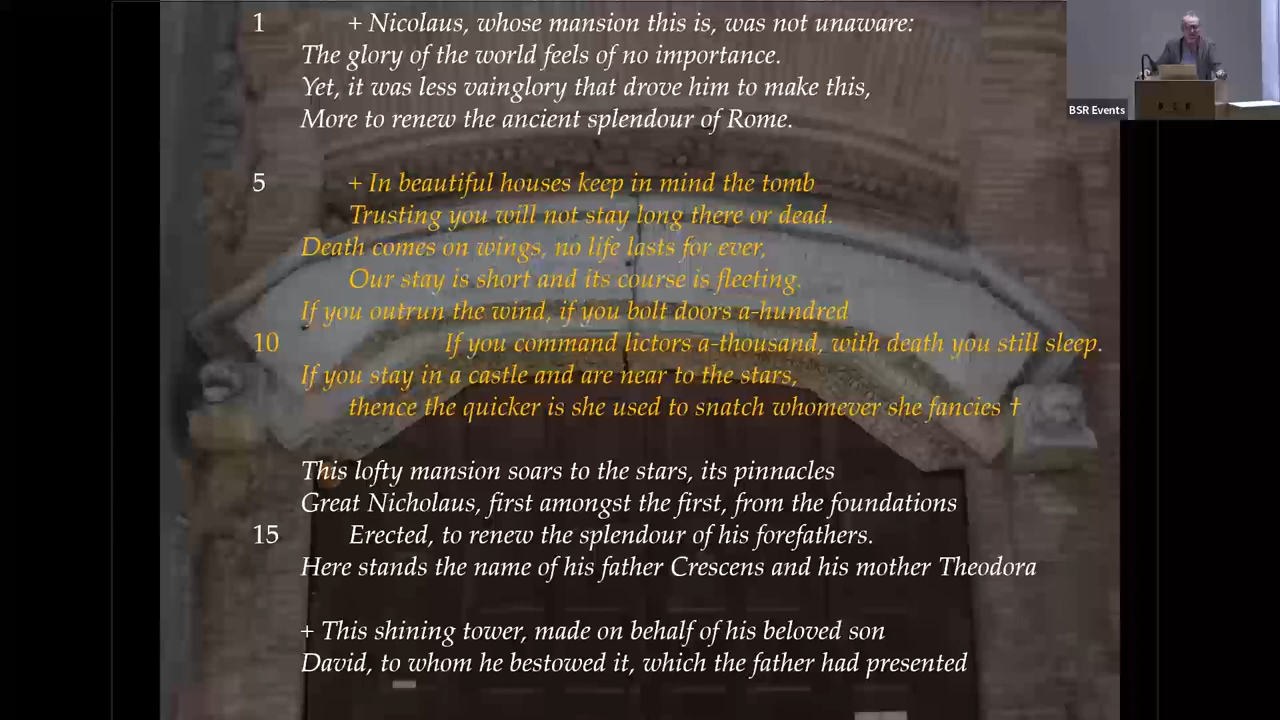 1 + Nicolaus, whose mansion this is, was not unaware:
The glory of the world feels of no importance.
Yet, it was less vainglory that drove him to make this,
More to renew the ancient splendour of Rome.
5 + In beautiful houses keep in mind the tomb
Trusting you will not stay long there or dead.
Death comes on wings, no life lasts for ever,
Our stay is short and its course is fleeting.
If you outrun the wind, if you bolt doors a-hundred
10 If you command lictors a-thousand, with death you still sleep.
If you stay in a castle and are near to the stars,
thence the quicker is she used to snatch whomever she fancies †
This lofty mansion soars to the stars, its pinnacles
Great Nicholaus, first amongst the first, from the foundations
15 Erected, to renew the splendour of his forefathers.
Here stands the name of his father Crescens and his mother Theodora
+ This shining tower, made on behalf of his beloved son
David, to whom he bestowed it, which the father had presented
BSR Events
BSR